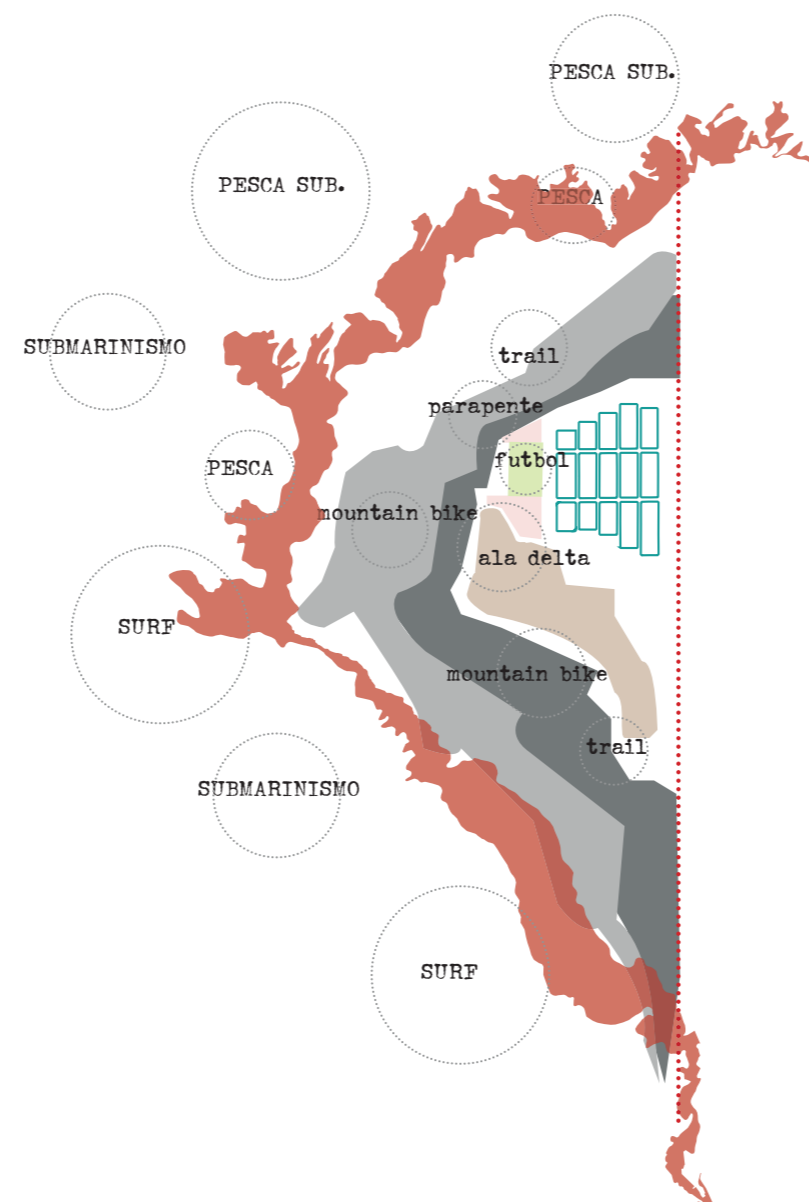 PESCA SUB.
PESCA SUB.
PESCA
SUBMARINISMO
trail
parapente
futbol
PESCA
mountain bike
ala delta
SURF
mountain bike
trail
SUBMARINISMO
SURF